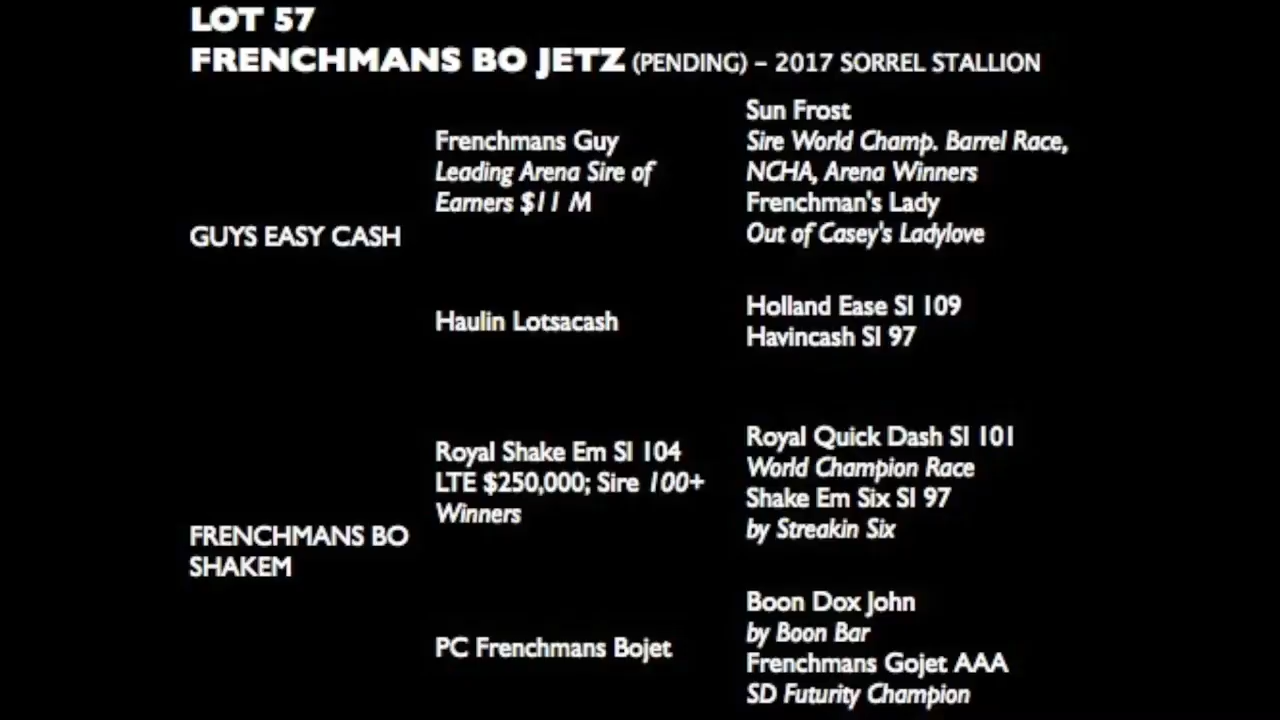 LOT 57
FRENCHMANS BO JETZ (PENDING) – 2017 SORREL STALLION
GUYS EASY CASH
Frenchmans Guy
Leading Arena Sire of
Earners $11 M
Sun Frost
Sire World Champ. Barrel Race,
NCHA, Arena Winners
Frenchman's Lady
Out of Casey's Ladylove
Haulin Lotsacash
Holland Ease SI 109
Havincash SI 97
FRENCHMANS BO
SHAKEM
Royal Shake Em SI 104
LTE $250,000; Sire 100+
Winners
Royal Quick Dash SI 101
World Champion Race
Shake Em Six SI 97
by Streakin Six
PC Frenchmans Bojet
Boon Dox John
by Boon Bar
Frenchmans Gojet AAA
SD Futurity Champion